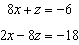 8x + z = −6
2x − 8z = −18